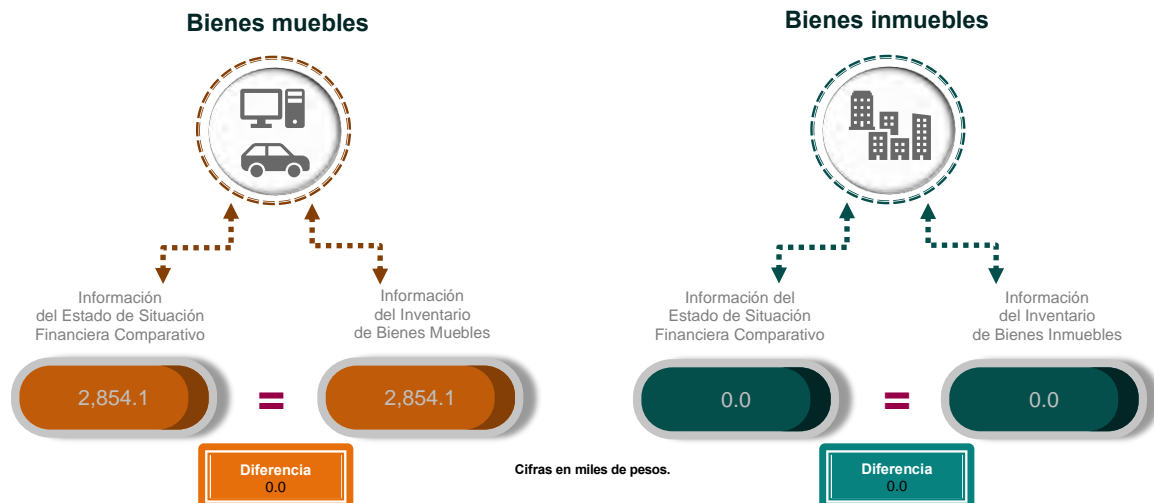 Bienes muebles
Información
del Estado de Situación
Financiera Comparativo
Información
del Inventario
de Bienes Muebles
2,854.1
=
2,854.1
Diferencia
0.0
Cifras en miles de pesos.
Bienes inmuebles
Información del
Estado de Situación
Financiera Comparativo
Información
del Inventario
de Bienes Inmuebles
0.0
=
0.0
Diferencia
0.0